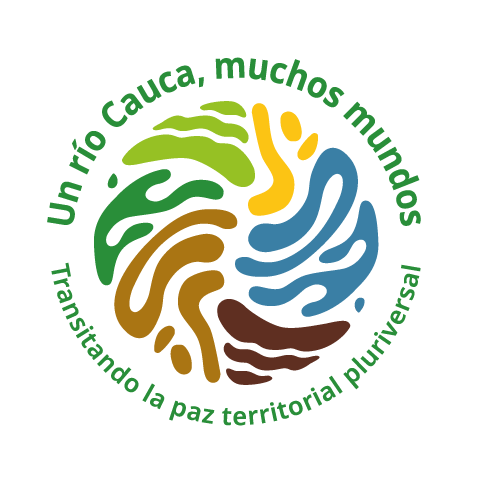 Un río Cauca, muchos mundos
Transitando la paz territorial pluriversal